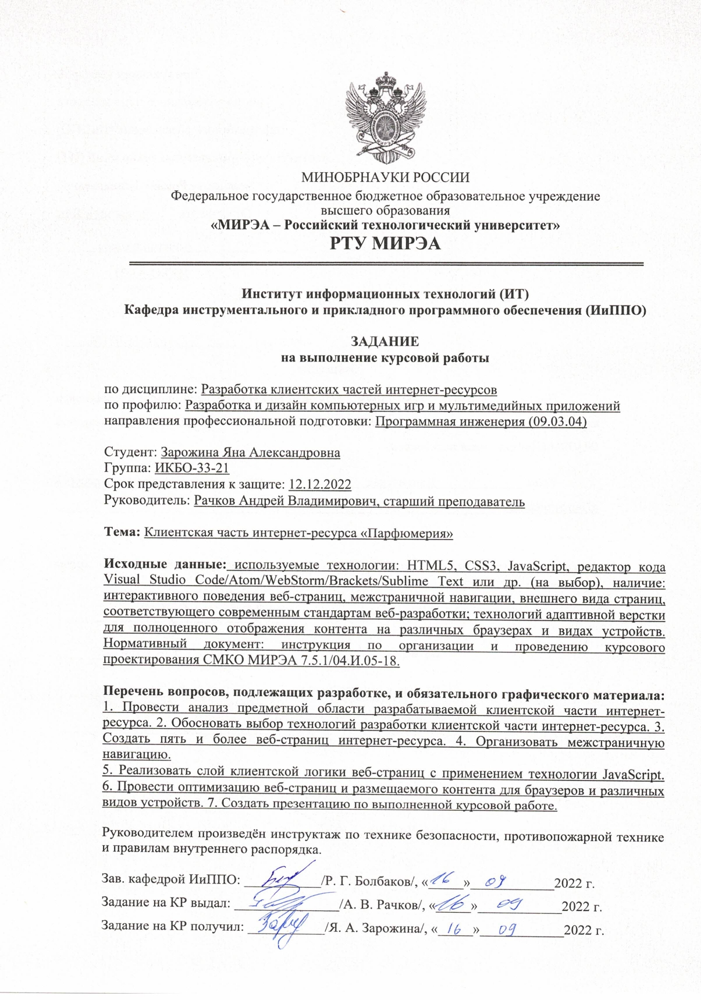 МИРЭА
МИНОБРНАУКИ РОССИИ
Федеральное государственное бюджетное образовательное учреждение
высшего образования
«МИРЭА – Российский технологический университет»
РТУ МИРЭА
Институт информационных технологий (ИТ)
Кафедра инструментального и прикладного программного обеспечения (ИиППО)
ЗАДАНИЕ
на выполнение курсовой работы
по дисциплине: Разработка клиентских частей интернет-ресурсов
по профилю: Разработка и дизайн компьютерных игр и мультимедийных приложений
направления профессиональной подготовки: Программная инженерия (09.03.04)
Студент: Зарожина Яна Александровна
Группа: ИКБО-33-21
Срок представления к защите: 12.12.2022
Руководитель: Рачков Андрей Владимирович, старший преподаватель
Тема: Клиентская часть интернет-ресурса «Парфюмерия»
Исходные данные: используемые технологии: HTML5, CSS3, JavaScript, редактор кода
Visual Studio Code/Atom/WebStorm/Brackets/Sublime Text или др. (на выбор), наличие:
интерактивного поведения веб-страниц, межстраничной навигации, внешнего вида страниц,
соответствующего современным стандартам веб-разработки; технологий адаптивной верстки
для полноценного отображения контента на различных браузерах и видах устройств.
Нормативный документ: инструкция по организации и проведению курсового
проектирования СМКО МИРЭА 7.5.1/04.И.05-18.
Перечень вопросов, подлежащих разработке, и обязательного графического материала:
1. Провести анализ предметной области разрабатываемой клиентской части интернет-
ресурса. 2. Обосновать выбор технологий разработки клиентской части интернет-ресурса. 3.
Создать пять и более веб-страниц интернет-ресурса. 4. Организовать межстраничную
навигацию.
5. Реализовать слой клиентской логики веб-страниц с применением технологии JavaScript.
6. Провести оптимизацию веб-страниц и размещаемого контента для браузеров и различных
видов устройств. 7. Создать презентацию по выполненной курсовой работе.
Руководителем произведён инструктаж по технике безопасности, противопожарной технике
и правилам внутреннего распорядка.
Зав. кафедрой ИиППО: ___________/Р. Г. Болбаков/, «16» 09 2022 г.
Задание на КР выдал: ___________/А. В. Рачков/, «16» 09 2022 г.
Задание на КР получил: ___________/Я. А. Зарожина/, «16» 09 2022 г.